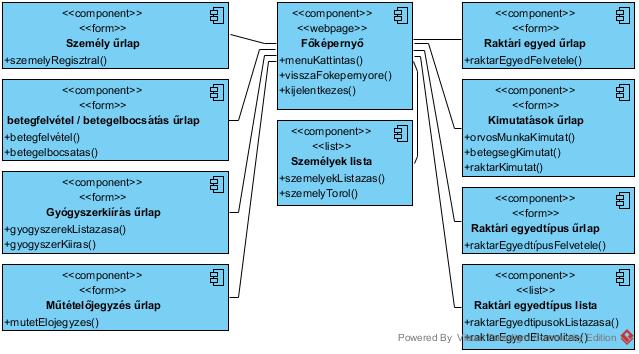 <<component>>
<<form>>
Személy űrlap
+szemelyRegisztral()
<<component>>
<<form>>
betegfelvétel / betegelbocsátás űrlap
+betegfelvétel()
+betegelbocsatas()
<<component>>
<<form>>
Gyógyszerkiírás űrlap
+gyogyszerekListazasa()
+gyogyszerKiiras()
<<component>>
<<form>>
Műtételőjegyzés űrlap
+mutetElojegyzes()
<<component>>
<<webpage>>
Főképernyő
+menuKattintas()
+visszaFokepernyore()
+kijelentkezes()
<<component>>
<<list>>
Személyek lista
+szemelyekListazas()
+szemelyTorol()
<<component>>
<<form>>
Raktári egyed űrlap
+raktarEgyedFelvetele()
<<component>>
<<form>>
Kimutatások űrlap
+orvosMunkaKimutat()
+betegsegKimutat()
+raktarKimutat()
<<component>>
<<form>>
Raktári egyedtípus űrlap
+raktarEgyedtípusFelvetele()
<<component>>
<<list>>
Raktári egyedtípus lista
+raktarEgyedtipusokListazasa()
+raktarEgyedEltavolitas()
Powered By Edition